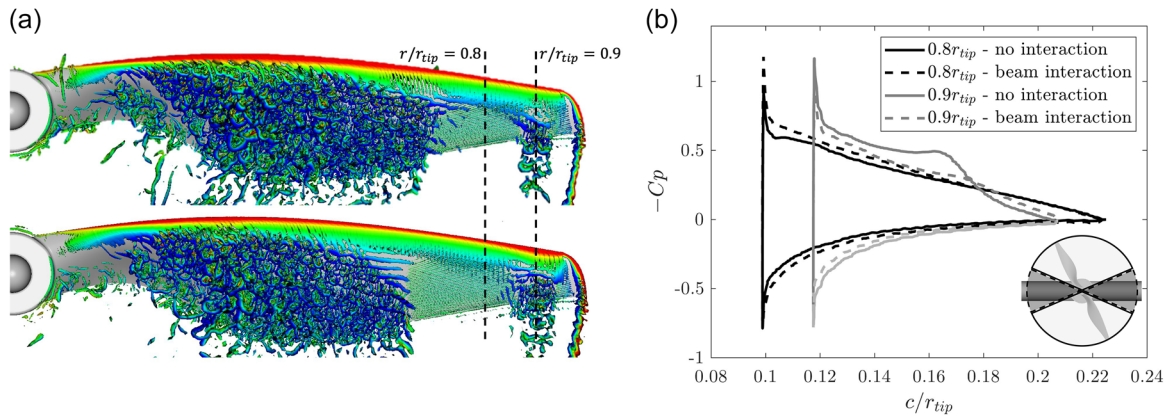 (a)
r/r_tip = 0.8
r/r_tip = 0.9
(b)
0.8r_tip - no interaction
0.8r_tip - beam interaction
0.9r_tip - no interaction
0.9r_tip - beam interaction
1
0.5
0
-0.5
-1
-Cp
0.08 0.1 0.12 0.14 0.16 0.18 0.2 0.22 0.24
c/r_tip